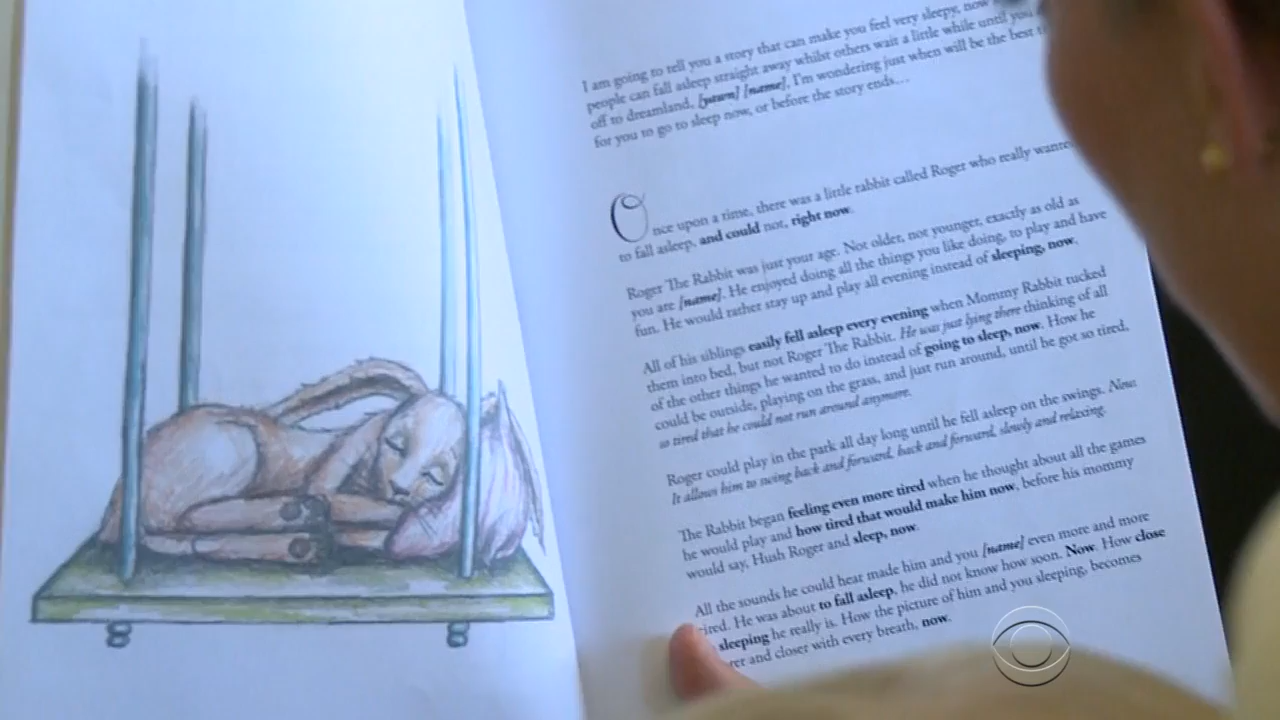 I am going to tell you a story that can make you feel very sleepy, now
people can fall asleep straight away whilst others wait a little while until you
off to dreamland, [yawn] [name], I'm wondering just when will be the best
for you to go to sleep now, or before the story ends...
Once upon a time, there was a little rabbit called Roger who really wante
to fall asleep, and could not, right now.
Roger The Rabbit was just your age. Not older, not younger, exactly as old as
you are [name]. He enjoyed doing all the things you like doing, to play and have
fun. He would rather stay up and play all evening instead of sleeping, now.
All of his siblings easily fell asleep every evening when Mommy Rabbit tucked
them into bed, but not Roger The Rabbit. He was just lying there thinking of all
of the other things he wanted to do instead of going to sleep, now. How he
could be outside, playing on the grass, and just run around, until he got so tired,
so tired that he could not run around anymore.
Roger could play in the park all day long until he fell asleep on the swings. Now
It allows him to swing back and forward, back and forward, slowly and relaxing.
The Rabbit began feeling even more tired when he thought about all the games
he would play and how tired that would make him now, before his mommy
would say, Hush Roger and sleep, now.
All the sounds he could hear made him and you [name] even more and more
tired. He was about to fall asleep, he did not know how soon. Now. How close
sleeping he really is. How the picture of him and you sleeping, becomes
rer and closer with every breath, now.